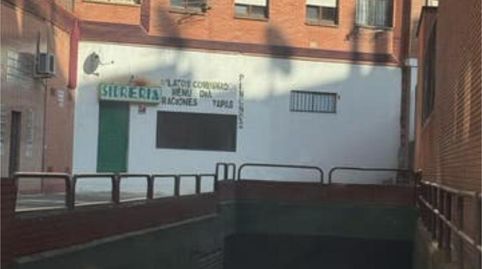 SIDRERIA
PLATOS COMBINADOS
MENU DIA
RACIONES TAPAS